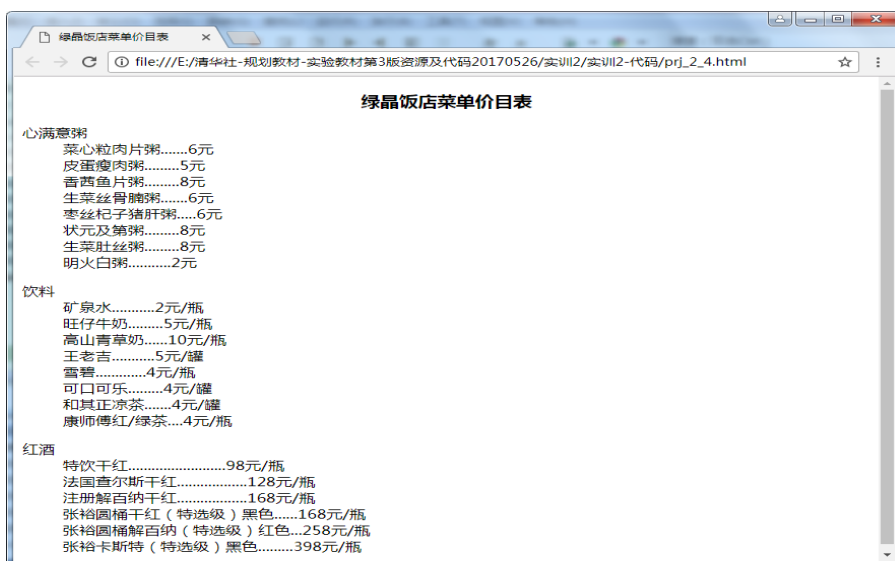 绿晶饭店菜单价目表
file:///E:/清华社-规划教材-实验教材第3版资源及代码20170526/实训2/实训2-代码/prj_2_4.html
绿晶饭店菜单价目表
心满意粥
菜心粒肉片粥.......6元
皮蛋瘦肉粥.........5元
香茜鱼片粥.........8元
生菜丝骨腩粥.......6元
枣丝杞子猪肝粥.....6元
状元及第粥.........8元
生菜肚丝粥.........8元
明火白粥...........2元
饮料
矿泉水...........2元/瓶
旺仔牛奶.........5元/瓶
高山青草奶......10元/瓶
王老吉...........5元/罐
雪碧.............4元/瓶
可口可乐.........4元/罐
和其正凉茶.......4元/罐
康师傅红/绿茶....4元/瓶
红酒
特饮干红.........................98元/瓶
法国查尔斯干红..................128元/瓶
注册解百纳干红..................168元/瓶
张裕圆桶干红（特选级）黑色......168元/瓶
张裕圆桶解百纳（特选级）红色...258元/瓶
张裕卡斯特（特选级）黑色.........398元/瓶